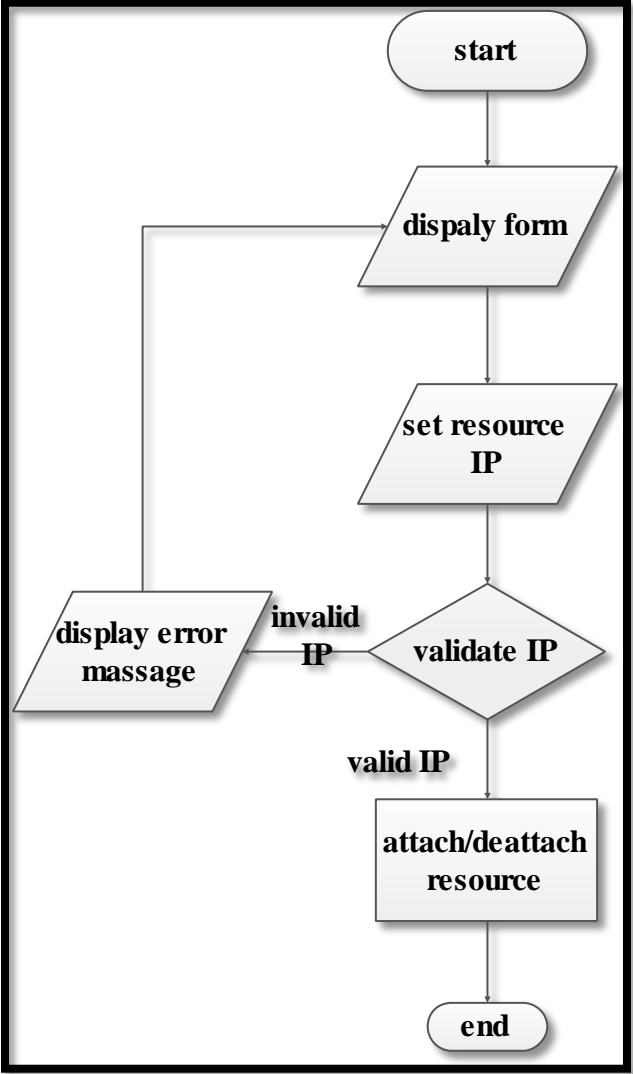 start
dispaly form
set resource
IP
validate IP
invalid
IP
display error
massage
valid IP
attach/deattach
resource
end